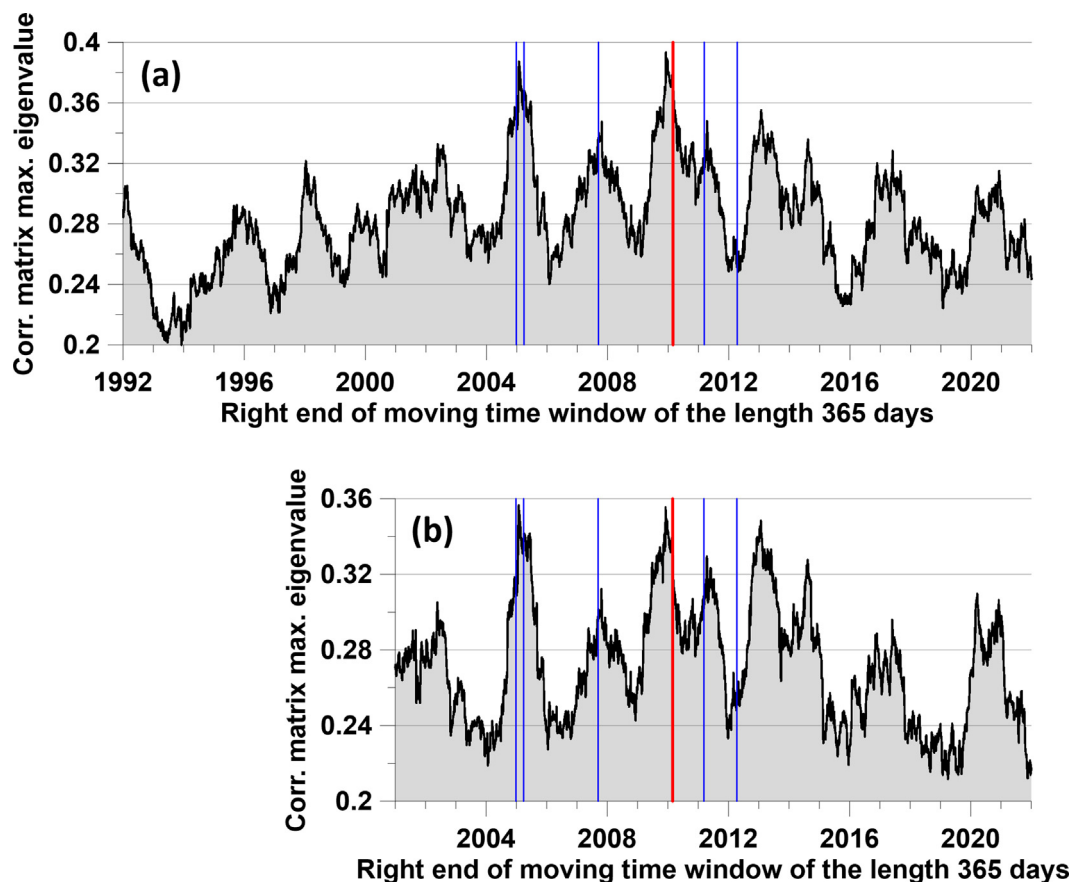 (a)
Corr. matrix max. eigenvalue
0.4
0.36
0.32
0.28
0.24
0.2
1992 1996 2000 2004 2008 2012 2016 2020
Right end of moving time window of the length 365 days
(b)
Corr. matrix max. eigenvalue
0.36
0.32
0.28
0.24
0.2
2004 2008 2012 2016 2020
Right end of moving time window of the length 365 days